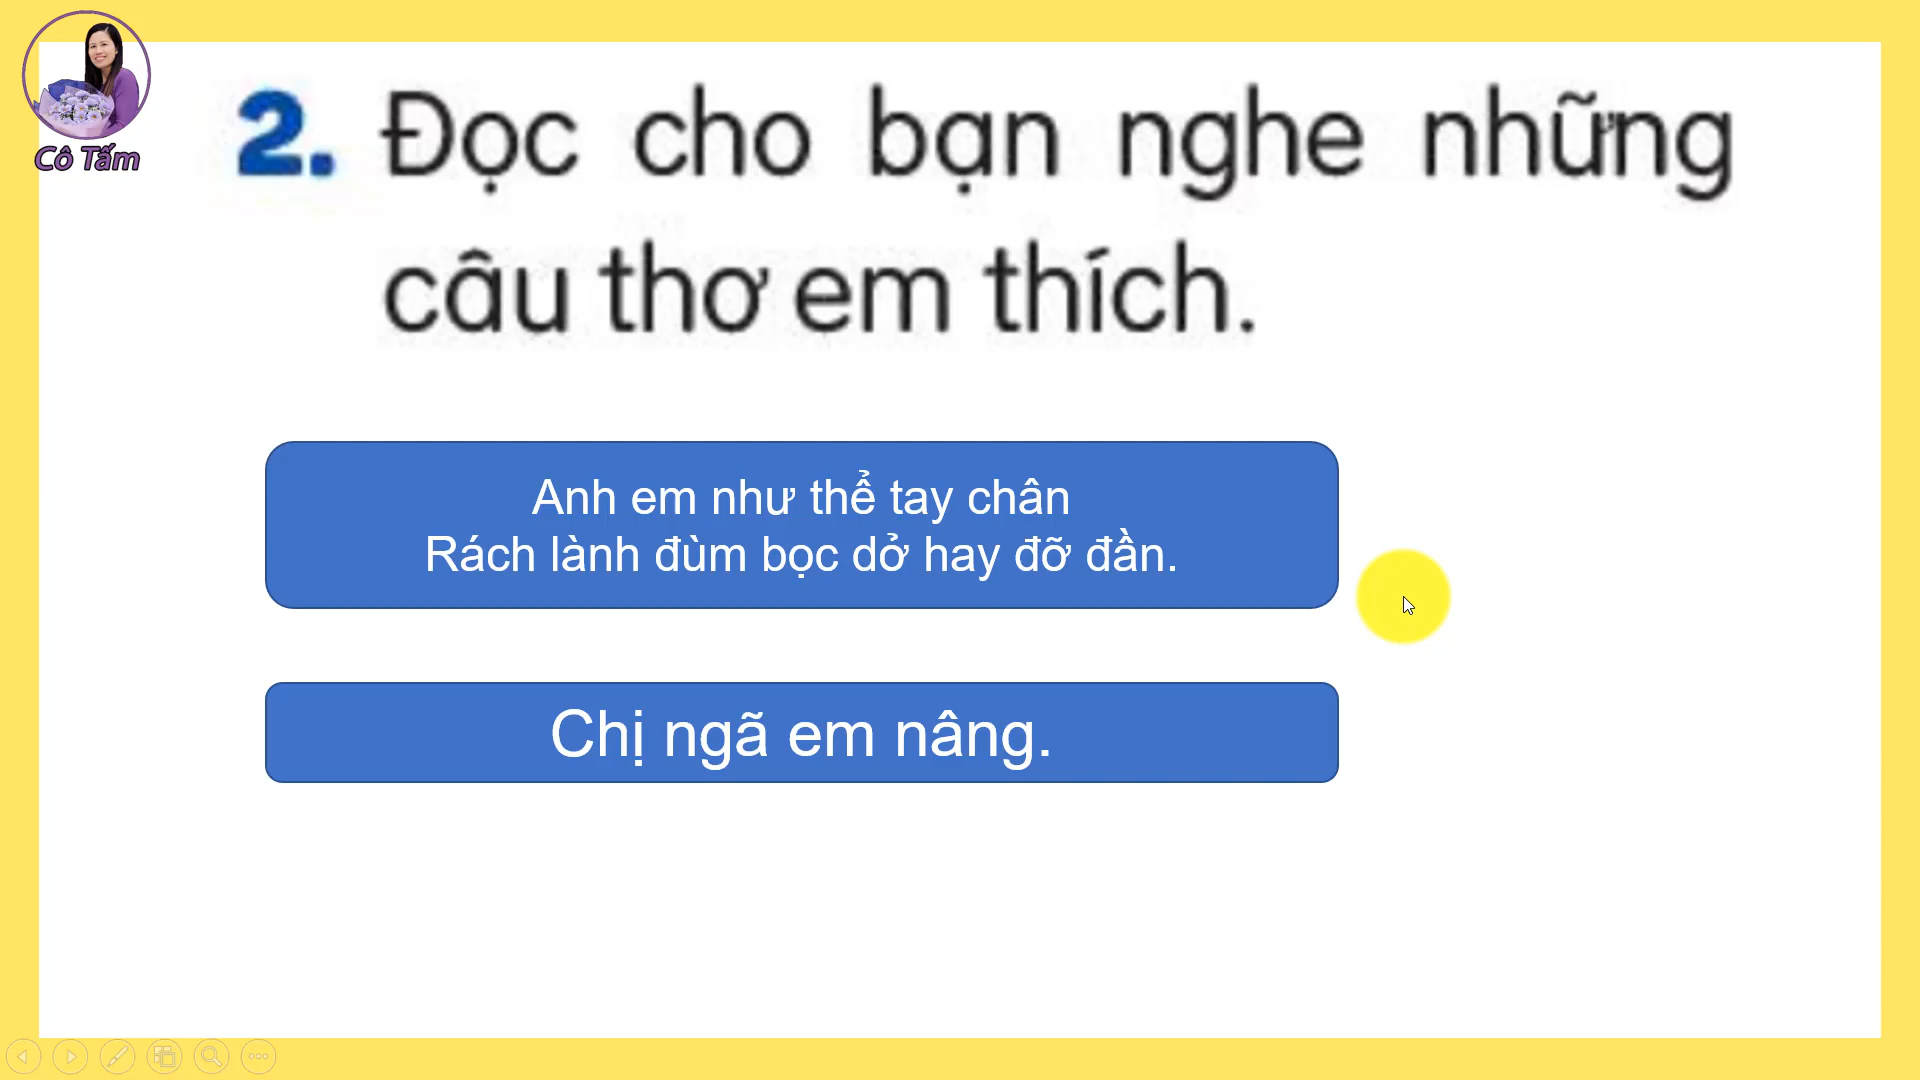 Cô Tấm
2. Đọc cho bạn nghe những
câu thơ em thích.
Anh em như thể tay chân
Rách lành đùm bọc dở hay đỡ đần.
Chị ngã em nâng.